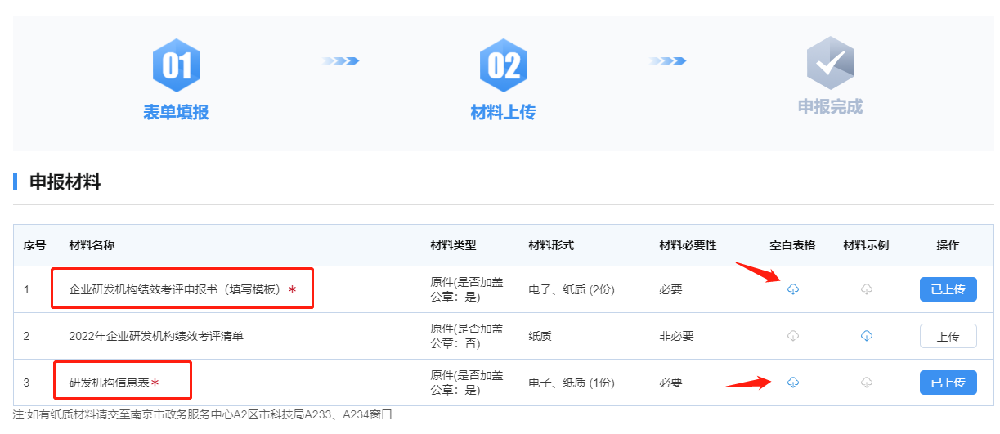 01
02
表单填报
材料上传
申报完成
申报材料
序号 材料名称 材料类型 材料形式 材料必要性 空白表格 材料示例 操作
1 企业研发机构绩效考评申报书（填写模板）* 原件(是否加盖公章：是) 电子、纸质 (2份) 必要 已上传
2 2022年企业研发机构绩效考评清单 原件(是否加盖公章：否) 纸质 非必要 上传
3 研发机构信息表* 原件(是否加盖公章：是) 电子、纸质 (1份) 必要 已上传
注:如有纸质材料请交至南京市政务服务中心A2区市科技局A233、A234窗口